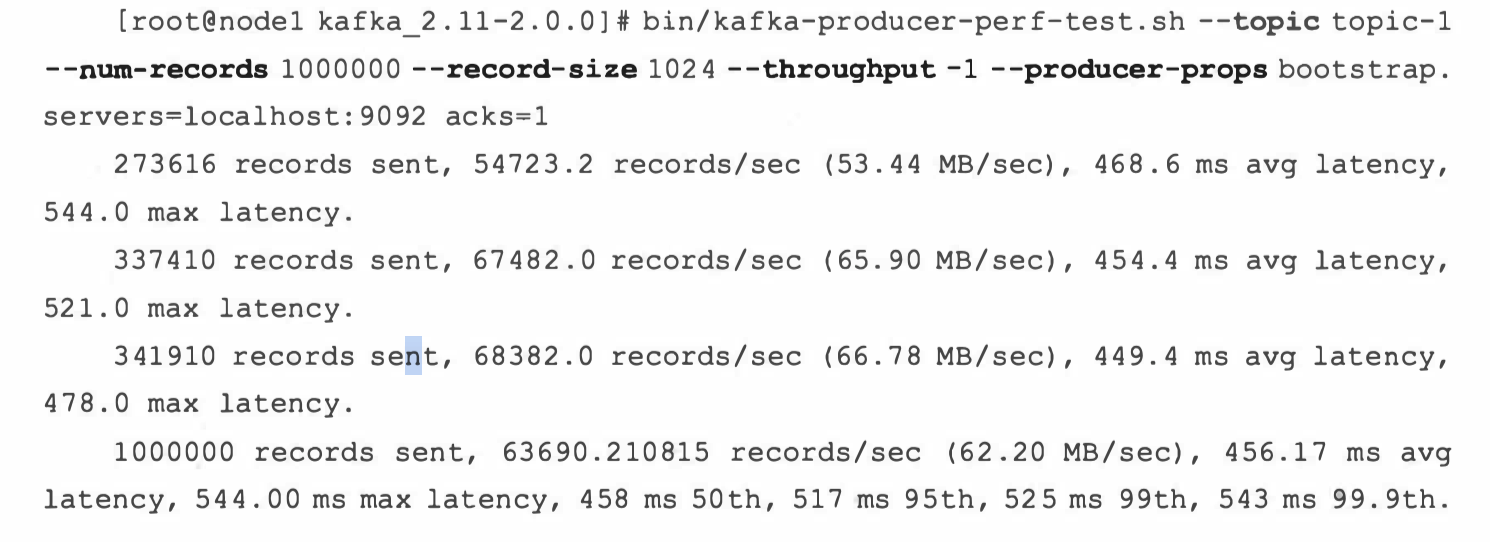 [root@node1 kafka_2.11-2.0.0]# bin/kafka-producer-perf-test.sh --topic topic-1
--num-records 1000000 --record-size 1024 --throughput -1 --producer-props bootstrap.
servers=localhost:9092 acks=1
273616 records sent, 54723.2 records/sec (53.44 MB/sec), 468.6 ms avg latency,
544.0 max latency.
337410 records sent, 67482.0 records/sec (65.90 MB/sec), 454.4 ms avg latency,
521.0 max latency.
341910 records sent, 68382.0 records/sec (66.78 MB/sec), 449.4 ms avg latency,
478.0 max latency.
1000000 records sent, 63690.210815 records/sec (62.20 MB/sec), 456.17 ms avg
latency, 544.00 ms max latency, 458 ms 50th, 517 ms 95th, 525 ms 99th, 543 ms 99.9th.